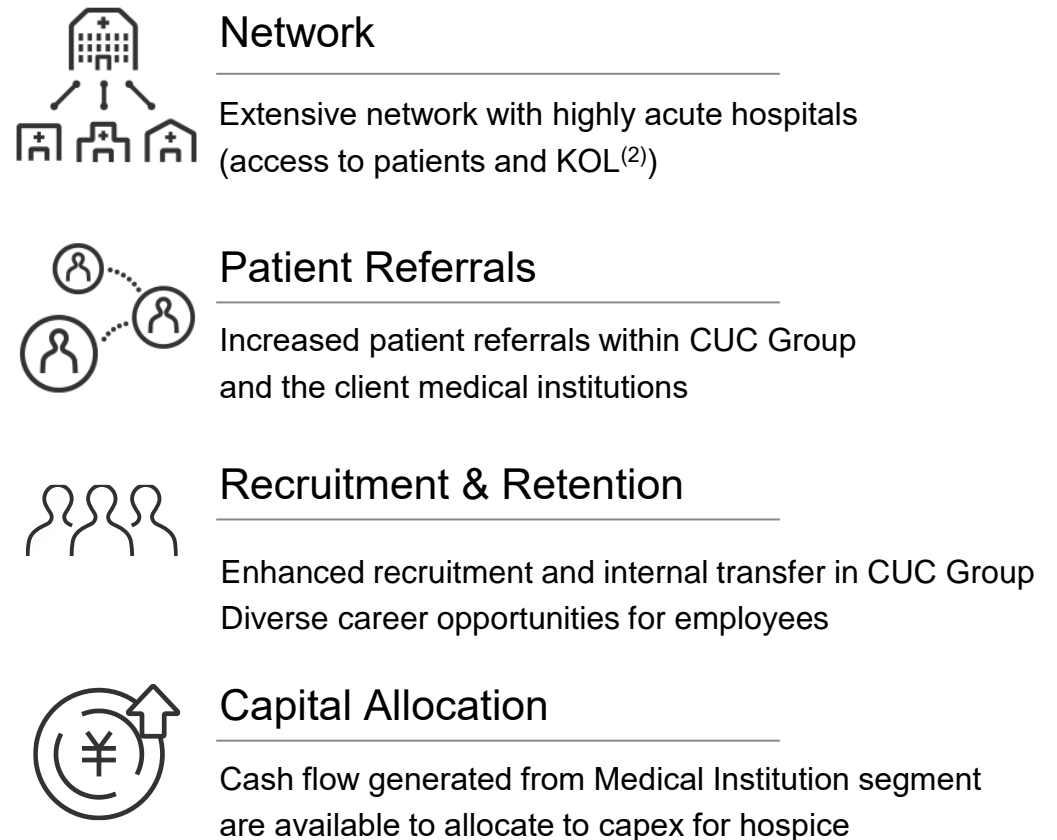 Network
Extensive network with highly acute hospitals
(access to patients and KOL(2))
Patient Referrals
Increased patient referrals within CUC Group
and the client medical institutions
Recruitment & Retention
Enhanced recruitment and internal transfer in CUC Group
Diverse career opportunities for employees
¥
Capital Allocation
Cash flow generated from Medical Institution segment
are available to allocate to capex for hospice